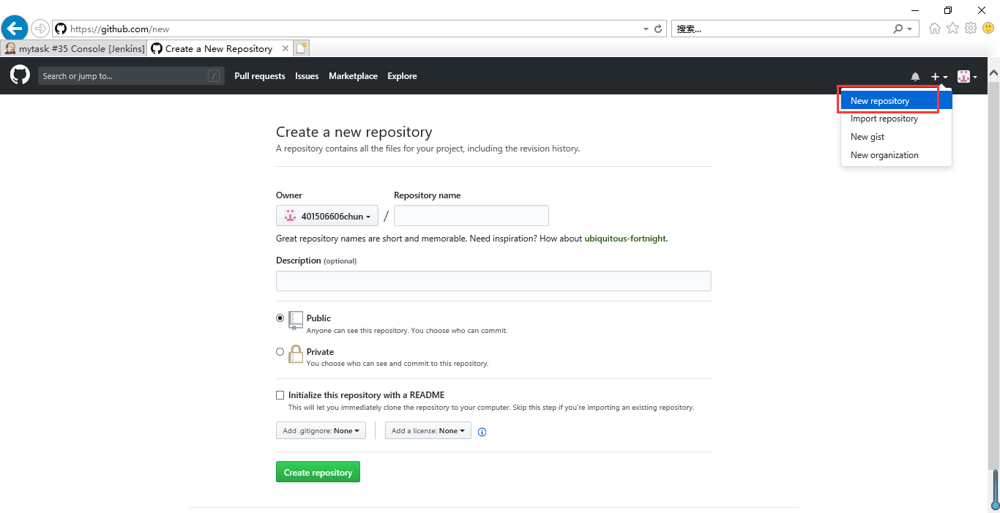 https://github.com/new
搜索...
mytask #35 Console [Jenkins]
Create a New Repository
Search or jump to...
/
Pull requests
Issues
Marketplace
Explore
New repository
Import repository
New gist
New organization
Create a new repository
A repository contains all the files for your project, including the revision history.
Owner
Repository name
401506606chun
/
Great repository names are short and memorable. Need inspiration? How about ubiquitous-fortnight.
Description (optional)
Public
Anyone can see this repository. You choose who can commit.
Private
You choose who can see and commit to this repository.
Initialize this repository with a README
This will let you immediately clone the repository to your computer. Skip this step if you're importing an existing repository.
Add .gitignore: None
Add a license: None
Create repository